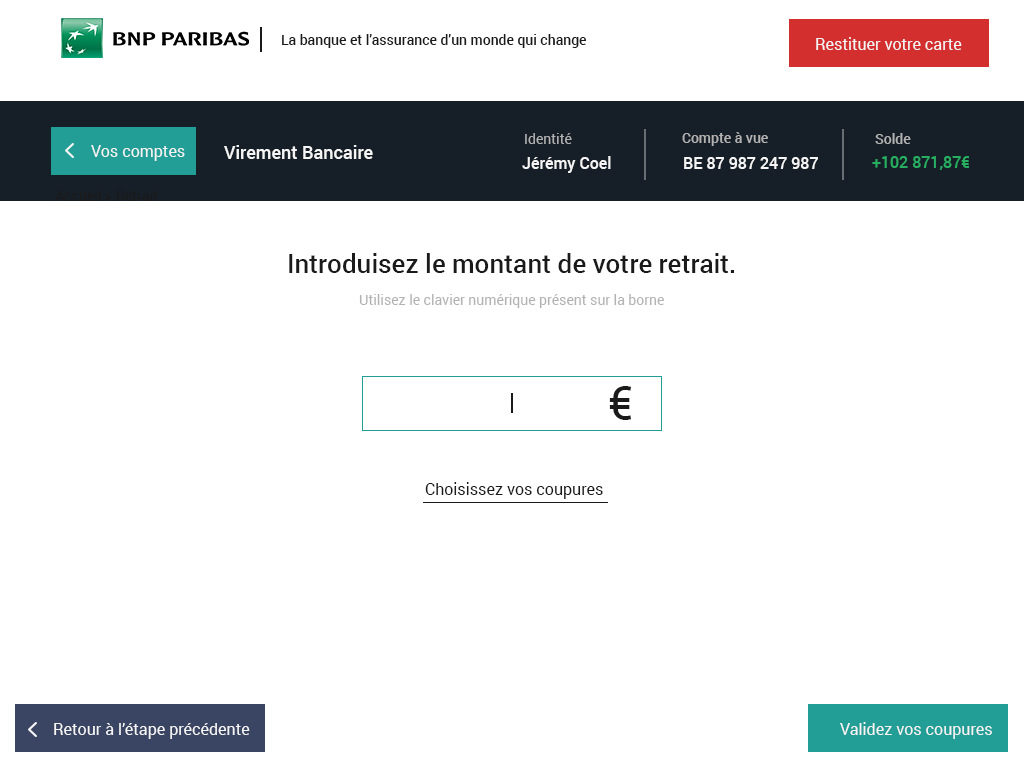 BNP PARIBAS
La banque et l'assurance d'un monde qui change
Restituer votre carte
Vos comptes
Virement Bancaire
Identité
Jérémy Coel
Compte à vue
BE 87 987 247 987
Solde
+102 871,87€
Introduisez le montant de votre retrait.
Utilisez le clavier numérique présent sur la borne
€
Choisissez vos coupures
Retour à l'étape précédente
Validez vos coupures